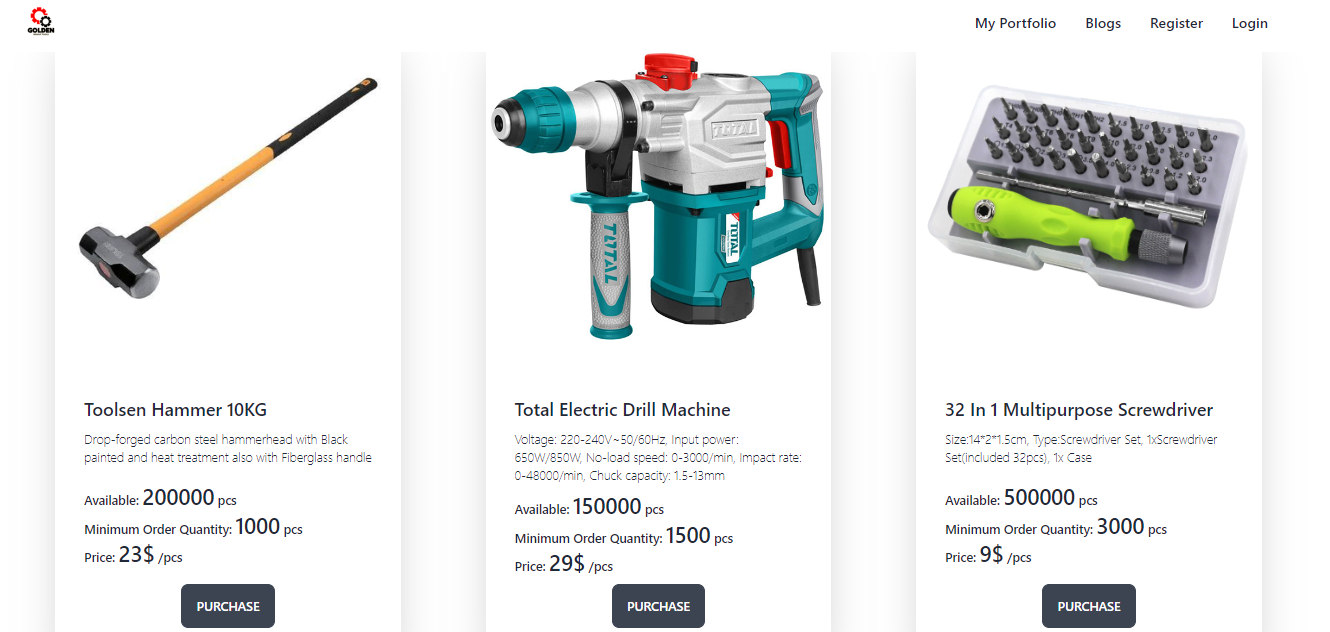 GOLDEN
My Portfolio
Blogs
Register
Login
TOTAL
TOTAL
TOTAL
Toolsen Hammer 10KG
Drop-forged carbon steel hammerhead with Black
painted and heat treatment also with Fiberglass handle
Available: 200000 pcs
Minimum Order Quantity: 1000 pcs
Price: 23$ /pcs
PURCHASE
Total Electric Drill Machine
Voltage: 220-240V~50/60Hz, Input power:
650W/850W, No-load speed: 0-3000/min, Impact rate:
0-48000/min, Chuck capacity: 1.5-13mm
Available: 150000 pcs
Minimum Order Quantity: 1500 pcs
Price: 29$ /pcs
PURCHASE
32 In 1 Multipurpose Screwdriver
Size:14*2*1.5cm, Type:Screwdriver Set, 1xScrewdriver
Set(included 32pcs), 1x Case
Available: 500000 pcs
Minimum Order Quantity: 3000 pcs
Price: 9$ /pcs
PURCHASE